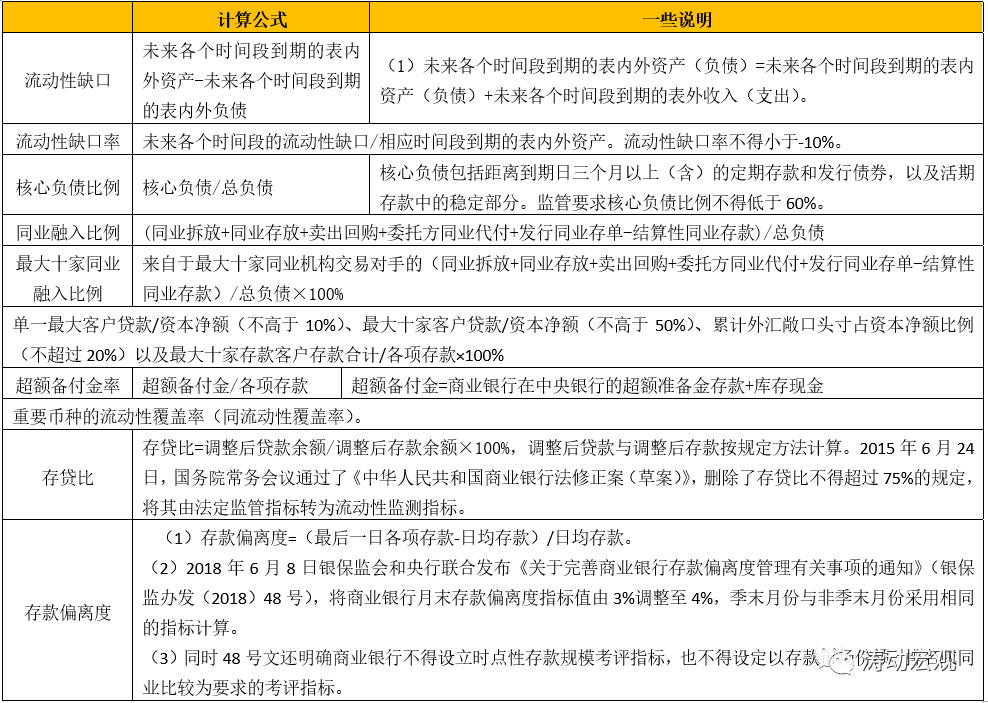 计算公式 一些说明
未来各个时间段到期的表内
流动性缺口 外资产-未来各个时间段到期
的表内外负债
（1）未来各个时间段到期的表内外资产（负债）=未来各个时间段到期的表内
资产（负债）+未来各个时间段到期的表外收入（支出）。
流动性缺口率 未来各个时间段的流动性缺口/相应时间段到期的表内外资产。流动性缺口率不得小于-10%。
核心负债比例 核心负债/总负债
核心负债包括距离到期日三个月以上（含）的定期存款和发行债券，以及活期
存款中的稳定部分。监管要求核心负债比例不得低于 60%。
同业融入比例 (同业拆放+同业存放+卖出回购+委托方同业代付+发行同业存单-结算性同业存款)/总负债
最大十家同业
融入比例
来自于最大十家同业机构交易对手的（同业拆放+同业存放+卖出回购+委托方同业代付+发行同业存单-结算性
同业存款）/总负债×100%
单一最大客户贷款/资本净额（不高于 10%）、最大十家客户贷款/资本净额（不高于 50%）、累计外汇敞口头寸占资本净额比例
（不超过 20%）以及最大十家存款客户存款合计/各项存款×100%
超额备付金率 超额备付金/各项存款 超额备付金=商业银行在中央银行的超额准备金存款+库存现金
重要币种的流动性覆盖率（同流动性覆盖率）。
存贷比
存贷比=调整后贷款余额/调整后存款余额×100%，调整后贷款与调整后存款按规定方法计算。2015 年 6 月 24
日，国务院常务会议通过了《中华人民共和国商业银行法修正案（草案）》，删除了存贷比不得超过 75%的规定，
将其由法定监管指标转为流动性监测指标。
存款偏离度
（1）存款偏离度=（最后一日各项存款-日均存款）/日均存款。
（2）2018 年 6 月 8 日银保监会和央行联合发布《关于完善商业银行存款偏离度管理有关事项的通知》（银保
监办发（2018）48 号），将商业银行月末存款偏离度指标值由 3%调整至 4%，季末月份与非季末月份采用相同
的指标计算。
（3）同时 48 号文还明确商业银行不得设立时点性存款规模考评指标，也不得设定以存款 同
业比较为要求的考评指标。
涛动宏观